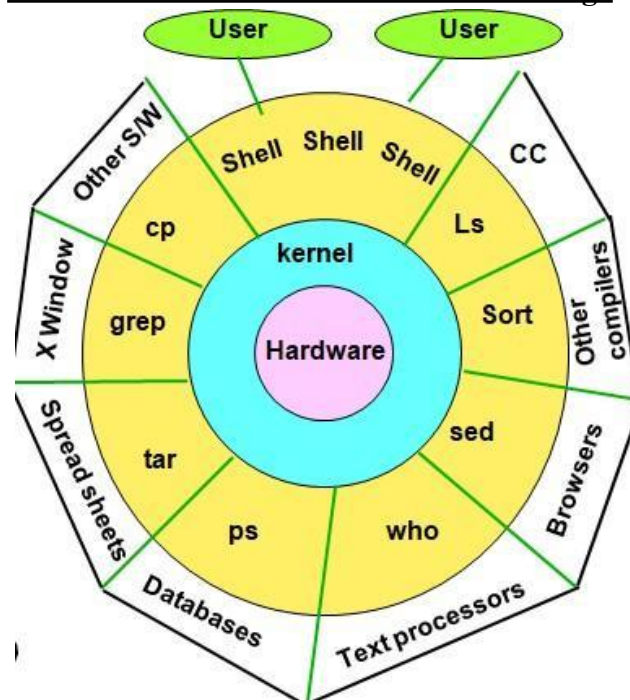 User
User
Shell
Shell
Shell
Other S/W
CC
cp
Ls
kernel
X Window
grep
Sort
Other
compilers
Hardware
Spread sheets
tar
sed
Browsers
ps
who
Databases
Text processors